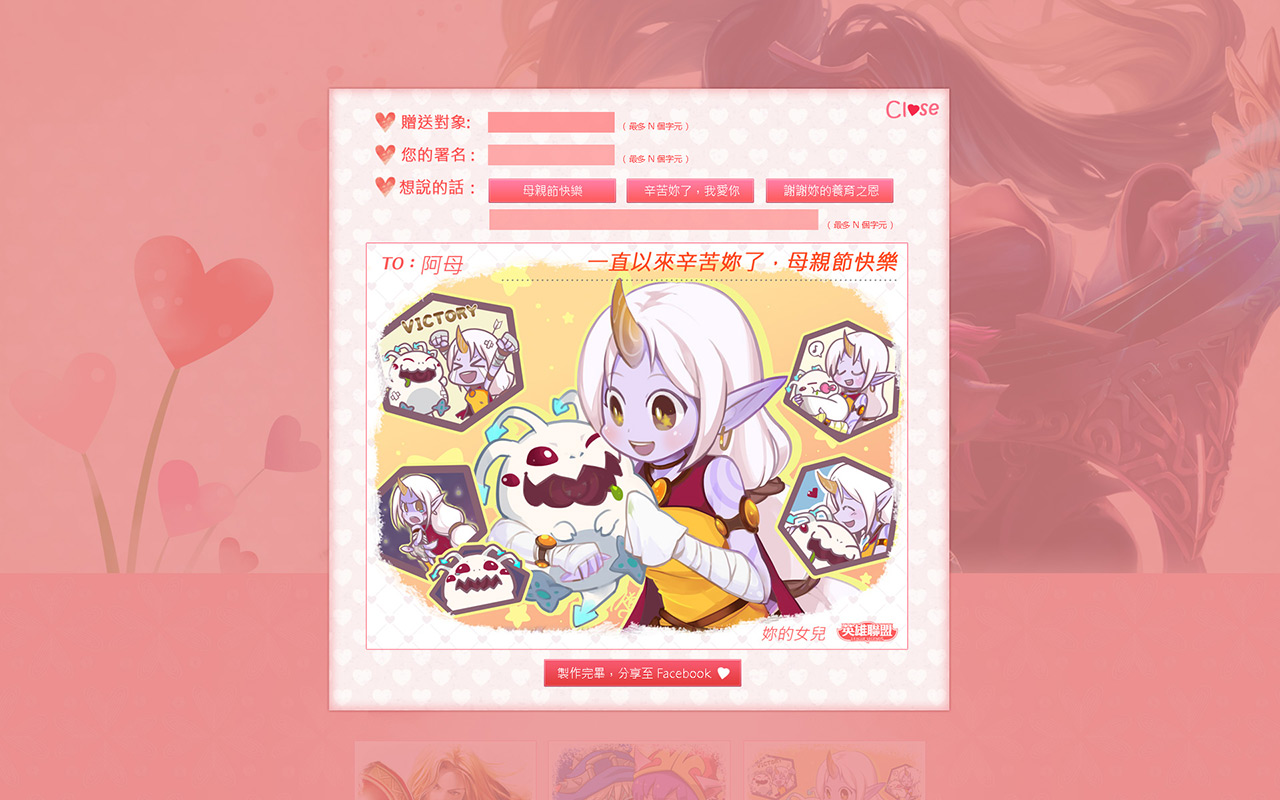 Close
贈送對象:
( 最多 N 個字元 )
您的署名 :
( 最多 N 個字元 )
想說的話 :
母親節快樂
辛苦妳了，我愛你
謝謝妳的養育之恩
( 最多 N 個字元 )
TO：阿母
一直以來辛苦妳了，母親節快樂
VICTORY
妳的女兒
英雄聯盟
製作完畢，分享至 Facebook